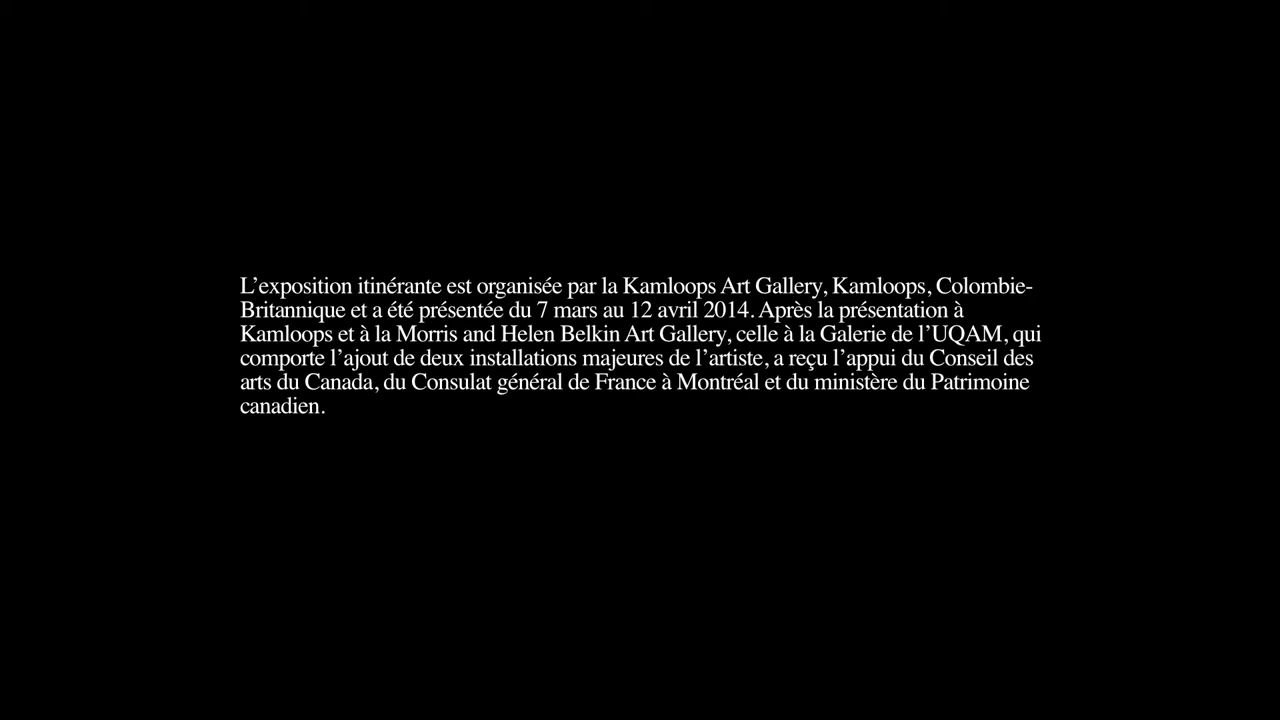 L’exposition itinérante est organisée par la Kamloops Art Gallery, Kamloops, Colombie-
Britannique et a été présentée du 7 mars au 12 avril 2014. Après la présentation à
Kamloops et à la Morris and Helen Belkin Art Gallery, celle à la Galerie de l’UQAM, qui
comporte l’ajout de deux installations majeures de l’artiste, a reçu l’appui du Conseil des
arts du Canada, du Consulat général de France à Montréal et du ministère du Patrimoine
canadien.